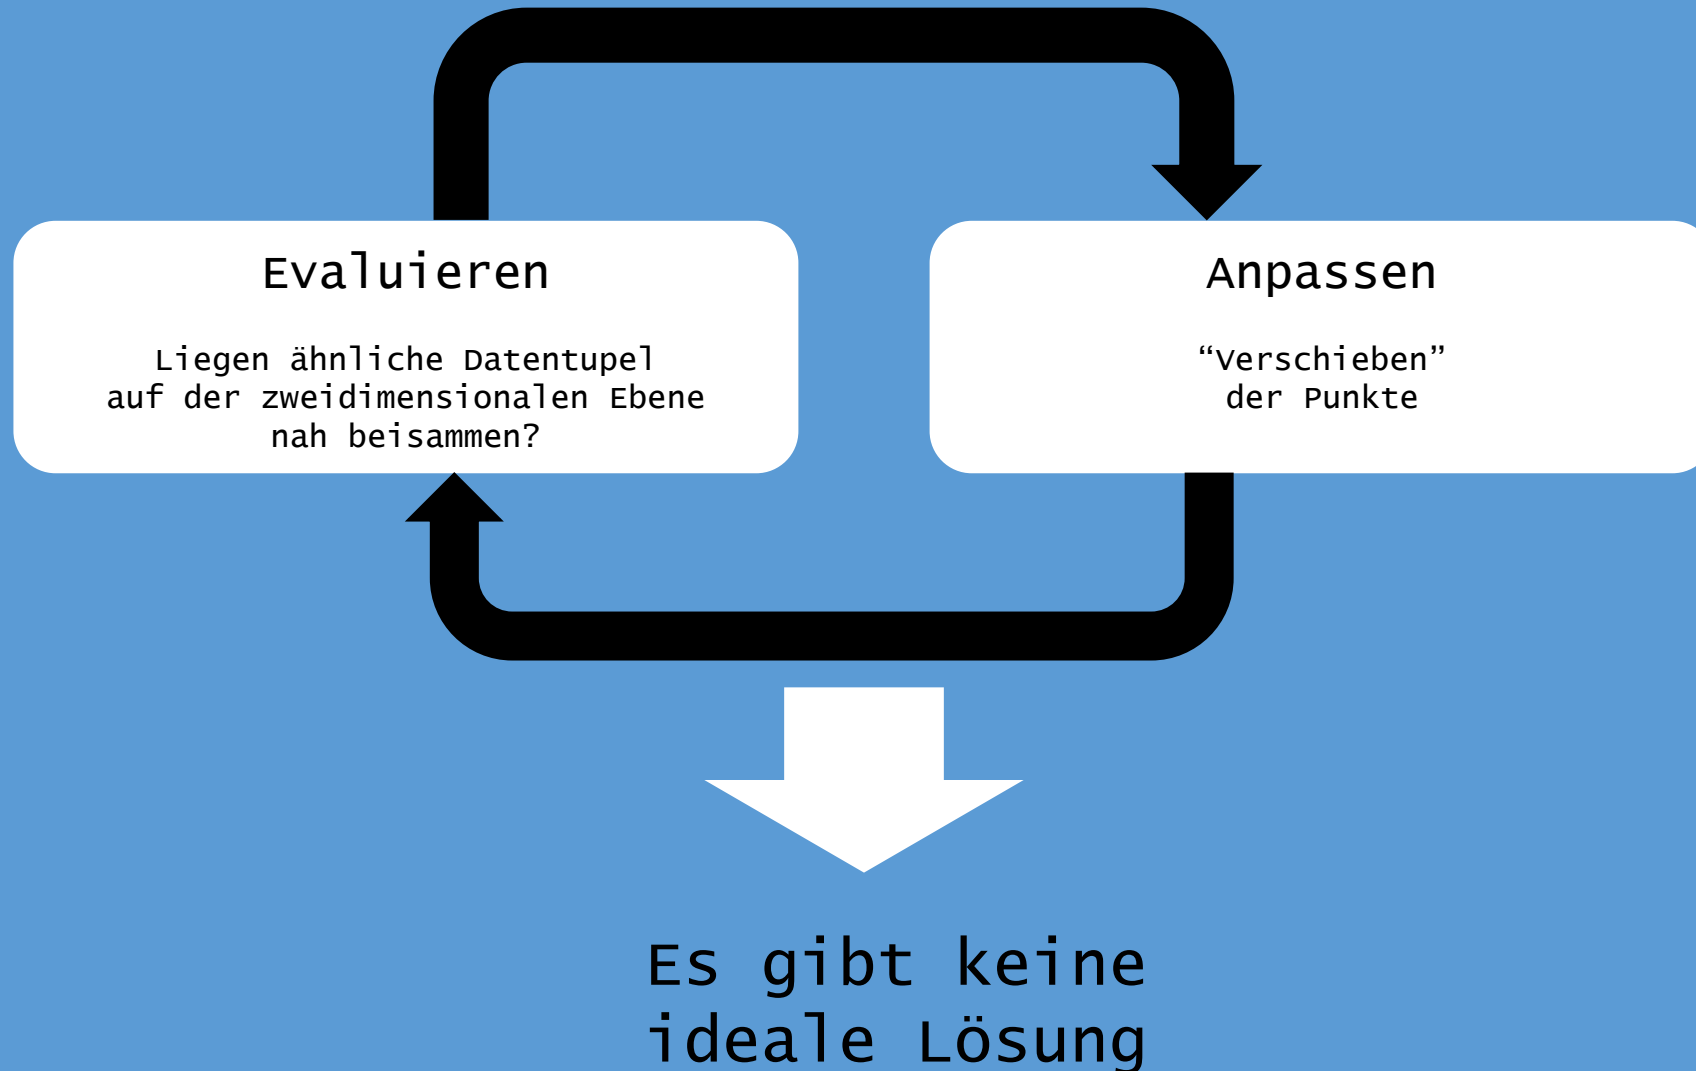 Evaluieren
Liegen ähnliche Datentupel
auf der zweidimensionalen Ebene
nah beisammen?
Anpassen
“Verschieben”
der Punkte
Es gibt keine
ideale Lösung